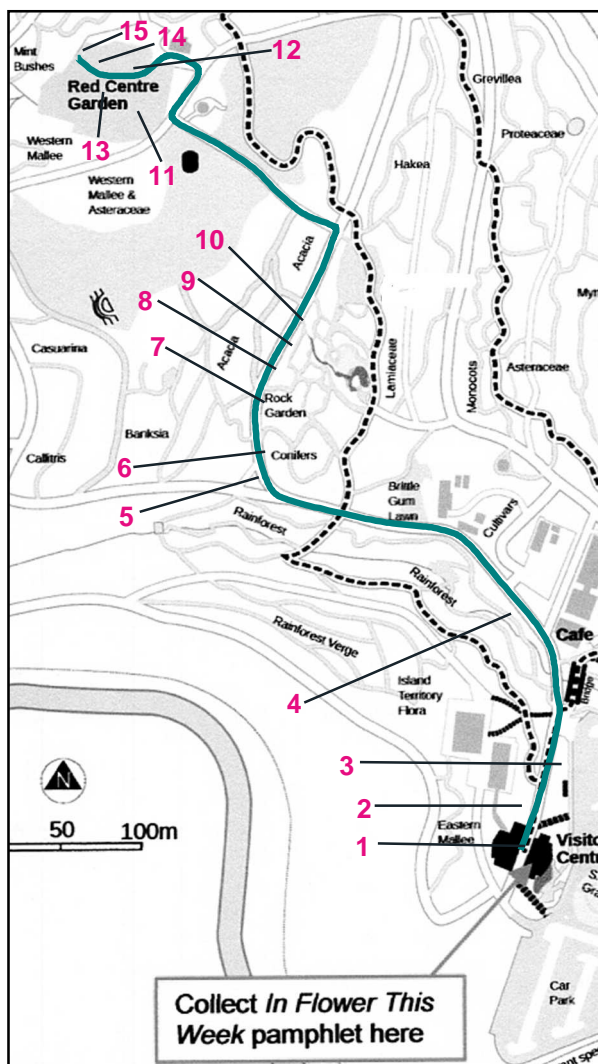 15
14
12
Mint
Bushes
Red Centre
Garden
13
11
Western
Mallee
Western
Mallee &
Asteraceae
Grevillea
Proteaceae
Hakea
10
Acacia
9
8
7
Acacia
Casuarina
Lamiaceae
Monocots
Asteraceae
Rock
Garden
Banksia
Callitris
6
Conifers
5
Brittle
Gum
Lawn
Cultivars
Rainforest
Rainforest
Rainforest Verge
4
Island
Territory
Flora
Cafe
Bridge
3
2
1
Eastern
Mallee
N
50
100m
Car
Park
Collect In Flower This
Week pamphlet here